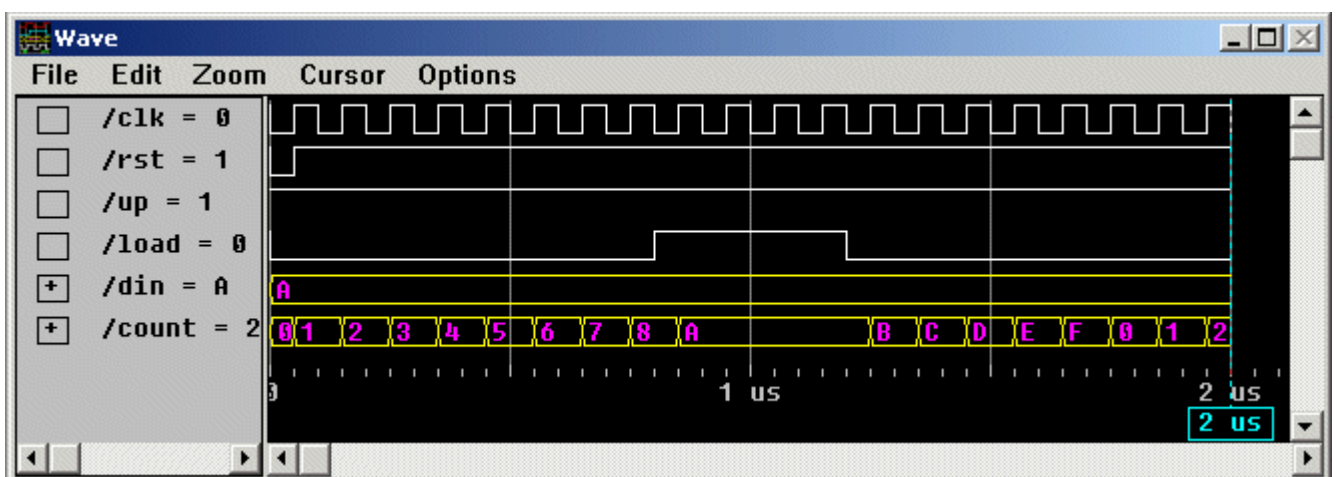 Wave
File Edit Zoom Cursor Options
/clk = 0
/rst = 1
/up = 1
/load = 0
/din = A
A
/count = 2
0 1 2 3 4 5 6 7 8 A B C D E F 0 1 2
0 1 us 2 us
2 us